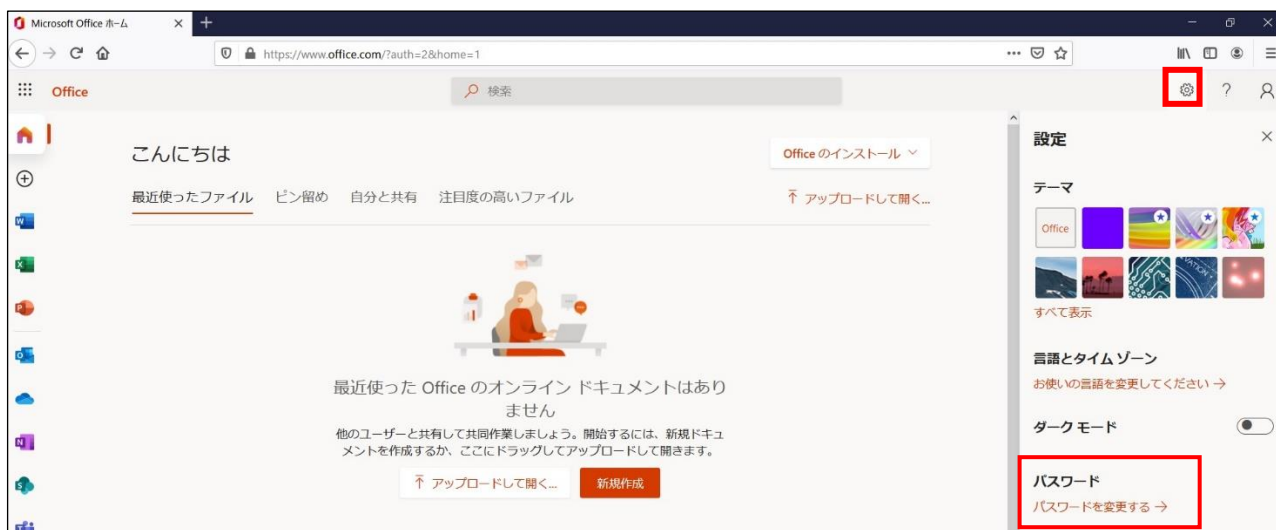 Microsoft Office ホーム
https://www.office.com/?auth=2&home=1
Office
検索
?
こんにちは
Office のインストール
最近使ったファイル ピン留め 自分と共有 注目度の高いファイル
アップロードして開く...
最近使った Office のオンライン ドキュメントはあり
ません
他のユーザーと共有して共同作業しましょう。開始するには、新規ドキュ
メントを作成するか、ここにドラッグしてアップロードして開きます。
アップロードして開く...
新規作成
設定
テーマ
Office
すべて表示
言語とタイム ゾーン
お使いの言語を変更してください →
ダーク モード
パスワード
パスワードを変更する →